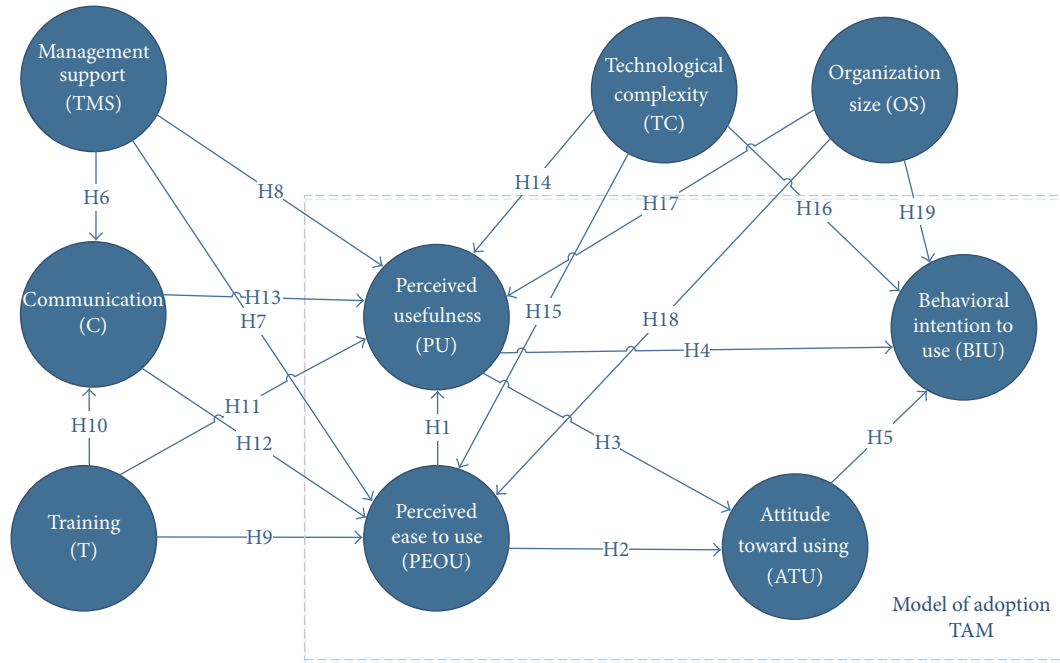 Management
support
(TMS)
Technological
complexity
(TC)
Organization
size (OS)
H6
H8
H14
H17
H16
H19
Communication
(C)
H13
H7
Perceived
usefulness
(PU)
H15
H18
Behavioral
intention to
use (BIU)
H4
H10
H11
H12
H1
H3
H5
Training
(T)
H9
Perceived
ease to use
(PEOU)
H2
Attitude
toward using
(ATU)
Model of adoption
TAM